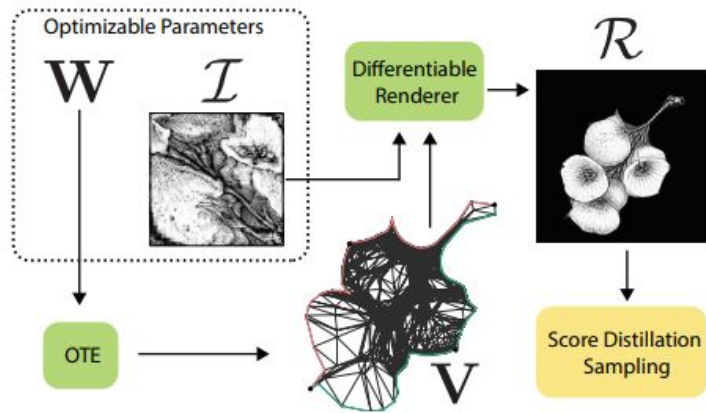 Optimizable Parameters
W
I
Differentiable
Renderer
R
OTE
V
Score Distillation
Sampling